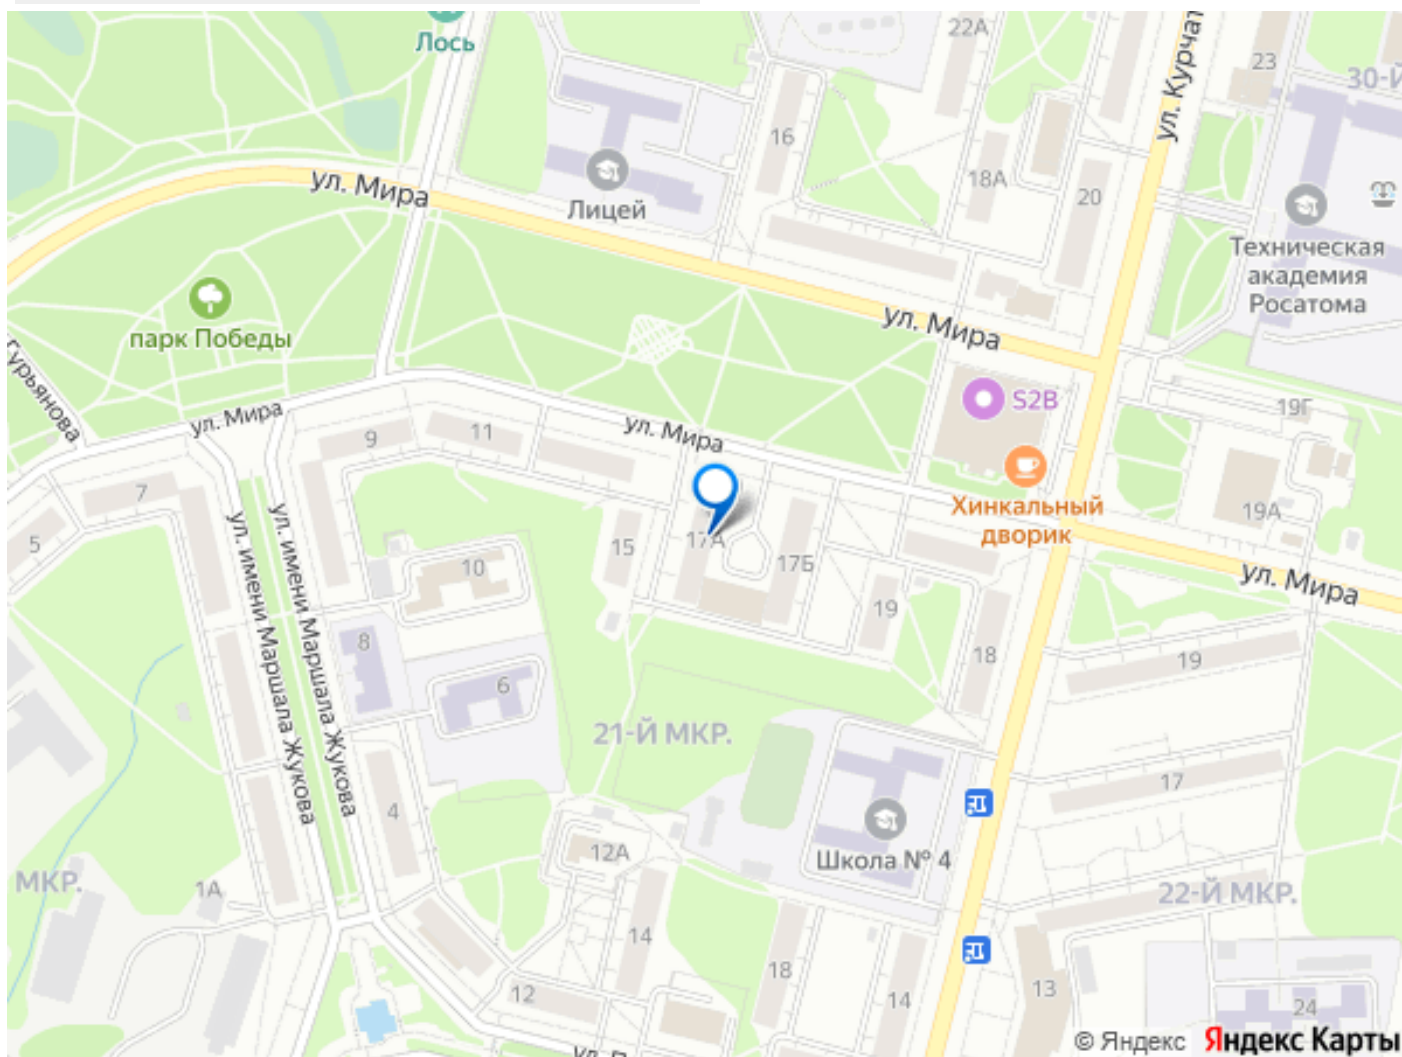 Лось
22А
ул. Курчат
23
30-Й
16
ул. Мира
Лицей
18А
20
Техническая
академия
Росатома
парк Победы
ул. Мира
Гурьянова
ул. Мира
S2B
19Г
9
11
ул. Мира
7
Хинкальный
дворик
19А
5
15
17А
17Б
10
ул. Мира
ул. имени Маршала Жукова
ул. имени Маршала Жукова
8
19
18
19
6
21-Й МКР.
17
4
12А
Школа № 4
МКР.
1А
22-Й МКР.
14
18
12
14
13
24
© Яндекс Яндекс Карты